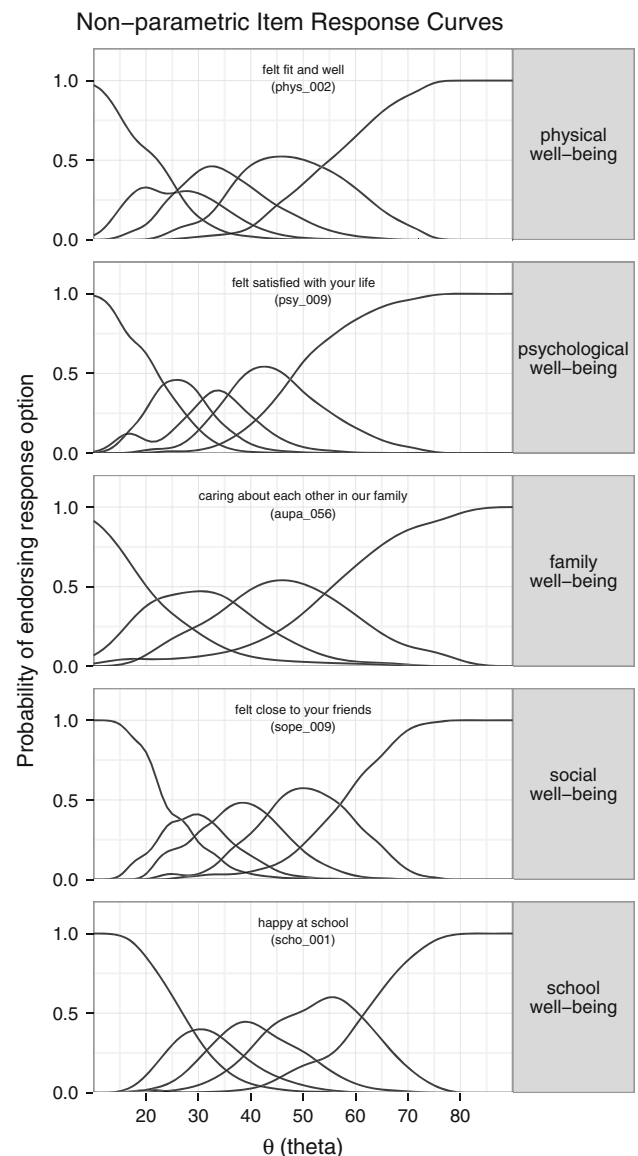 Non−parametric Item Response Curves
Probability of endorsing response option
felt fit and well
(phys_002)
1.0
0.5
0.0
physical
well−being
felt satisfied with your life
(psy_009)
1.0
0.5
0.0
psychological
well−being
caring about each other in our family
(aupa_056)
1.0
0.5
0.0
family
well−being
felt close to your friends
(sope_009)
1.0
0.5
0.0
social
well−being
happy at school
(scho_001)
1.0
0.5
0.0
school
well−being
20 30 40 50 60 70 80
θ (theta)